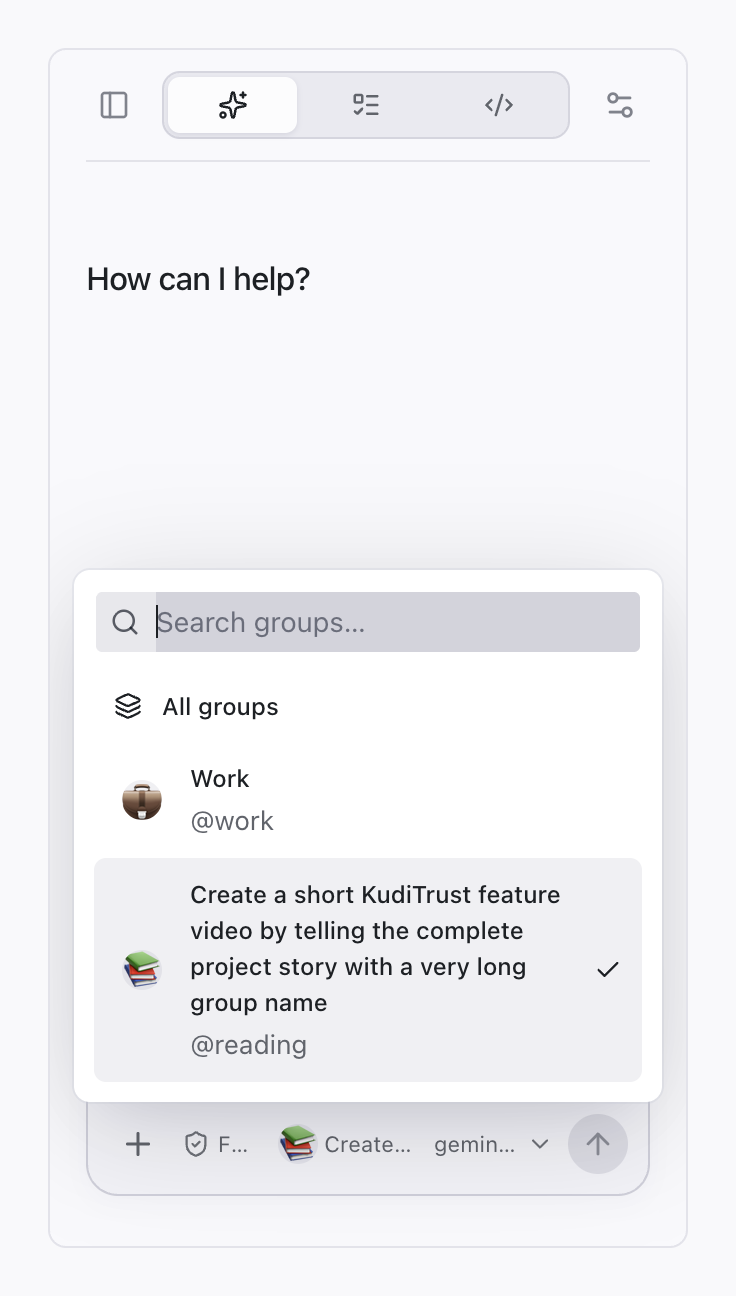 How can I help?
Search groups...
All groups
Work
@work
Create a short KudiTrust feature
video by telling the complete
project story with a very long
group name
@reading
F... Create... gemin...